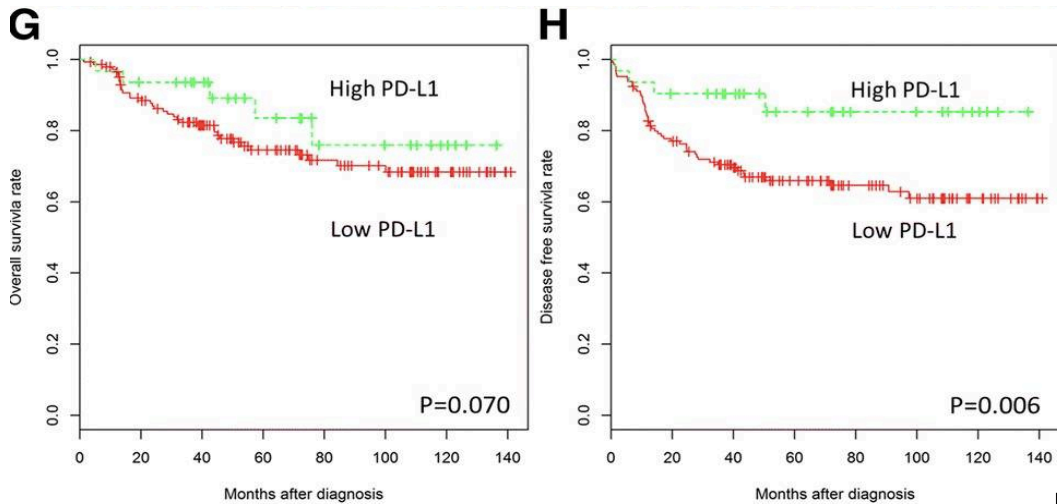 G
Overall survivla rate
1.0
0.8
0.6
0.4
0.2
0.0
High PD-L1
Low PD-L1
P=0.070
0 20 40 60 80 100 120 140
Months after diagnosis
H
Disease free survivla rate
1.0
0.8
0.6
0.4
0.2
0.0
High PD-L1
Low PD-L1
P=0.006
0 20 40 60 80 100 120 140
Months after diagnosis